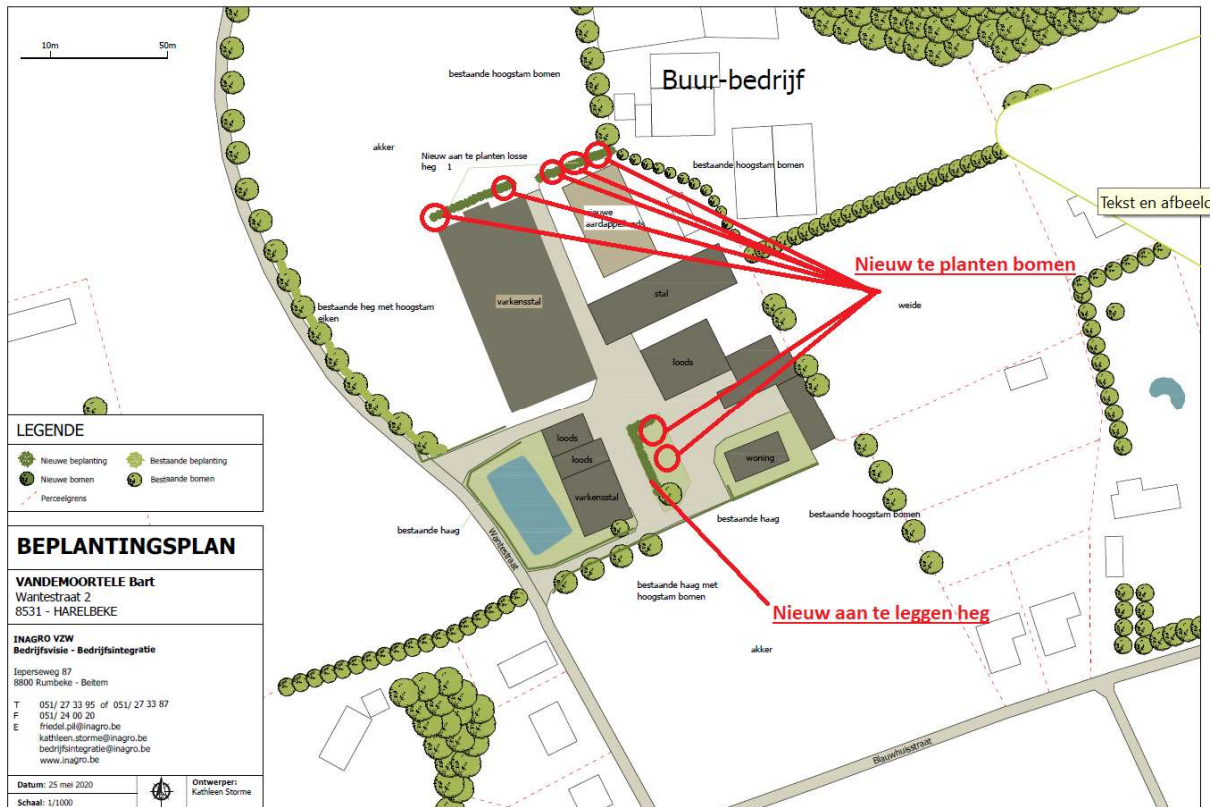 10m 50m
bestaande hoogstam bomen
Buur-bedrijf
akker
Nieuw aan te planten losse
heg 1
bestaande hoogstam bomen
Tekst en afbeeld
nieuwe
Nieuw te planten bomen
varkensstal
stal
weide
bestaande heg met hoogstam
eiken
loods
LEGENDE
Nieuwe beplanting Bestaande beplanting
Nieuwe bomen Bestaande bomen
Perceelgrens
loods
loods
varkensstal
woning
bestaande haag
Wantestraat
bestaande haag
bestaande hoogstam bomen
bestaande haag met
hoogstam bomen
Nieuw aan te leggen heg
akker
Blauwhuisstraat
BEPLANTINGSPLAN
VANDEMOORTELE Bart
Wantestraat 2
8531 - HARELBEKE
INAGRO VZW
Bedrijfsvisie - Bedrijfsintegratie
Ieperseweg 87
8800 Rumbeke - Beitem
T 051/ 27 33 95 of 051/ 27 33 87
F 051/ 24 00 20
E friedel.pil@inagro.be
kathleen.storme@inagro.be
bedrijfsintegratie@inagro.be
www.inagro.be
Datum: 25 mei 2020
Ontwerper:
Kathleen Storme
Schaal: 1/1000